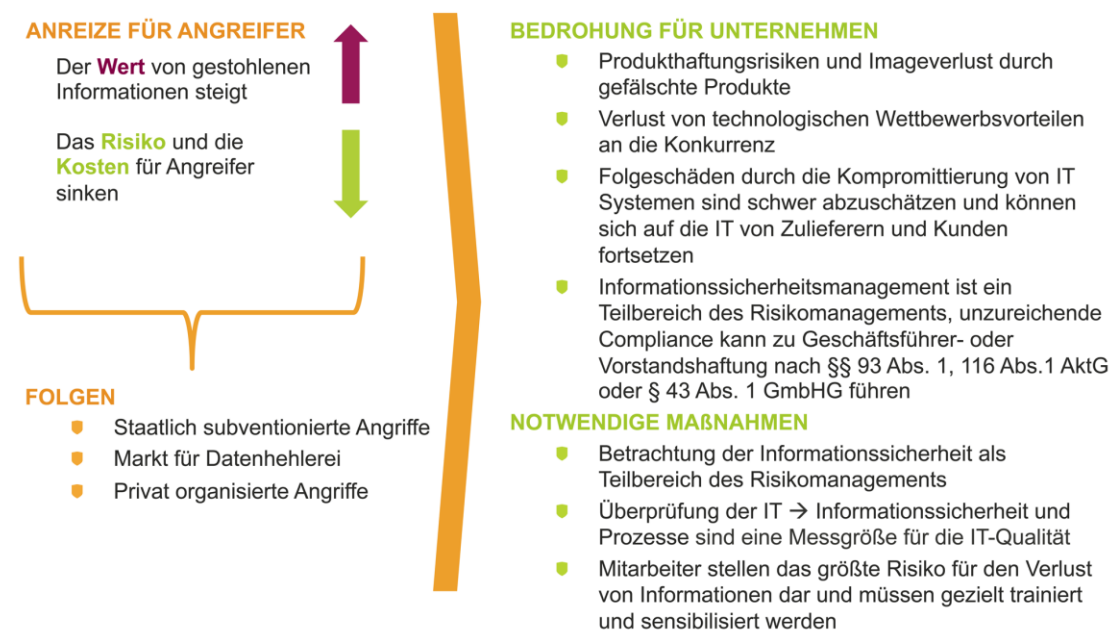 ANREIZE FÜR ANGREIFER
Der Wert von gestohlenen
Informationen steigt
Das Risiko und die
Kosten für Angreifer
sinken
FOLGEN
Staatlich subventionierte Angriffe
Markt für Datenhehlerei
Privat organisierte Angriffe
BEDROHUNG FÜR UNTERNEHMEN
Produkthaftungsrisiken und Imageverlust durch
gefälschte Produkte
Verlust von technologischen Wettbewerbsvorteilen
an die Konkurrenz
Folgeschäden durch die Kompromittierung von IT
Systemen sind schwer abzuschätzen und können
sich auf die IT von Zulieferern und Kunden
fortsetzen
Informationssicherheitsmanagement ist ein
Teilbereich des Risikomanagements, unzureichende
Compliance kann zu Geschäftsführer- oder
Vorstandshaftung nach §§ 93 Abs. 1, 116 Abs.1 AktG
oder § 43 Abs. 1 GmbHG führen
NOTWENDIGE MAßNAHMEN
Betrachtung der Informationssicherheit als
Teilbereich des Risikomanagements
Überprüfung der IT → Informationssicherheit und
Prozesse sind eine Messgröße für die IT-Qualität
Mitarbeiter stellen das größte Risiko für den Verlust
von Informationen dar und müssen gezielt trainiert
und sensibilisiert werden